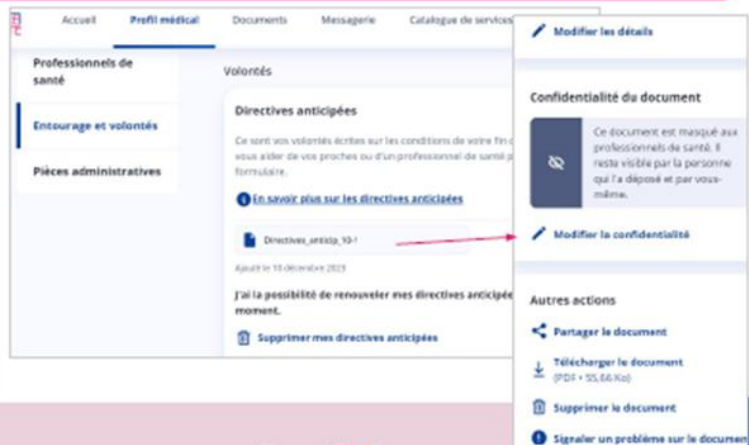 Accueil
Profil médical
Documents
Messagerie
Catalogue de services
Professionnels de
santé
Entourage et volontés
Pièces administratives
Volontés
Directives anticipées
Ce sont vos volontés écrites sur les conditions de votre fin d
vous aider de vos proches ou d'un professionnel de santé p
formulaire.
En savoir plus sur les directives anticipées
Directives_anticip_10-
Ajouté le 10 décembre 2023
J'ai la possibilité de renouveler mes directives anticipée
moment.
Supprimer mes directives anticipées
Modifier les détails
Confidentialité du document
Ce document est masqué aux
professionnels de santé. Il
reste visible par la personne
qui l'a déposé et par vous-
même.
Modifier la confidentialité
Autres actions
Partager le document
Télécharger le document
(PDF • 55,66 Ko)
Supprimer le document
Signaler un problème sur le documen